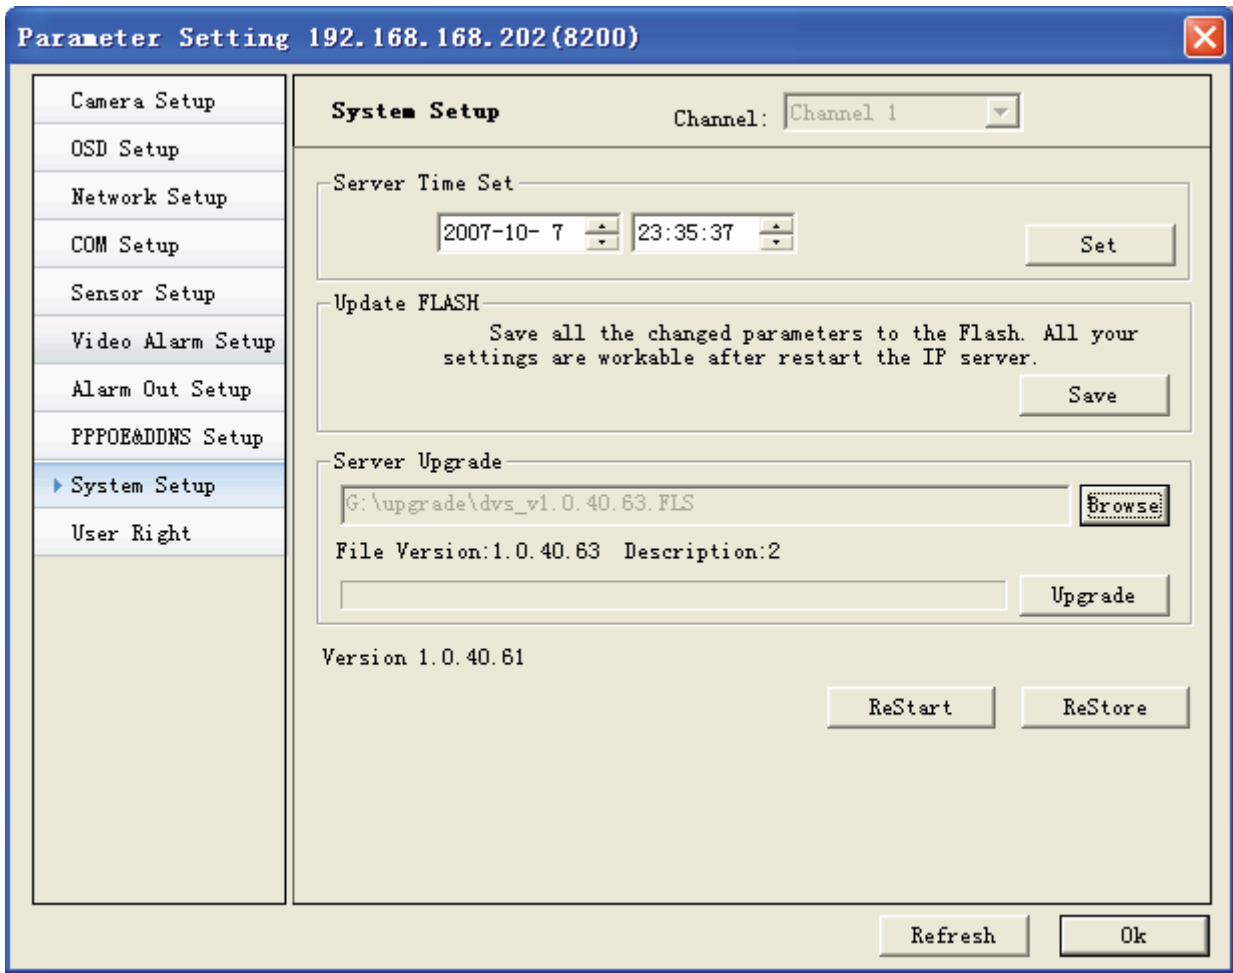 Parameter Setting 192.168.168.202(8200)
Camera Setup
OSD Setup
Network Setup
COM Setup
Sensor Setup
Video Alarm Setup
Alarm Out Setup
PPPOE&DDNS Setup
System Setup
User Right
System Setup
Channel: Channel 1
Server Time Set
2007-10- 7 23:35:37
Set
Update FLASH
Save all the changed parameters to the Flash. All your
settings are workable after restart the IP server.
Save
Server Upgrade
G:\upgrade\dvs_v1.0.40.63.FLS
Browse
File Version:1.0.40.63 Description:2
Upgrade
Version 1.0.40.61
ReStart ReStore
Refresh Ok